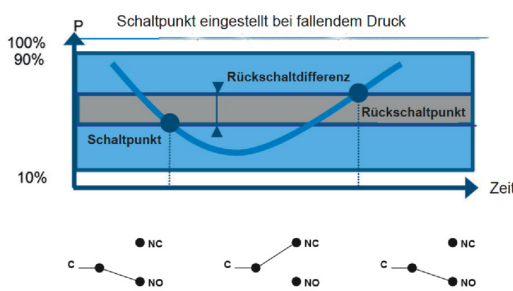 Schaltpunkt eingestellt bei fallendem Druck
P
100%
90%
Rückschaltdifferenz
Rückschaltpunkt
Schaltpunkt
10%
Zeit
NC
C
NO
NC
C
NO
NC
C
NO